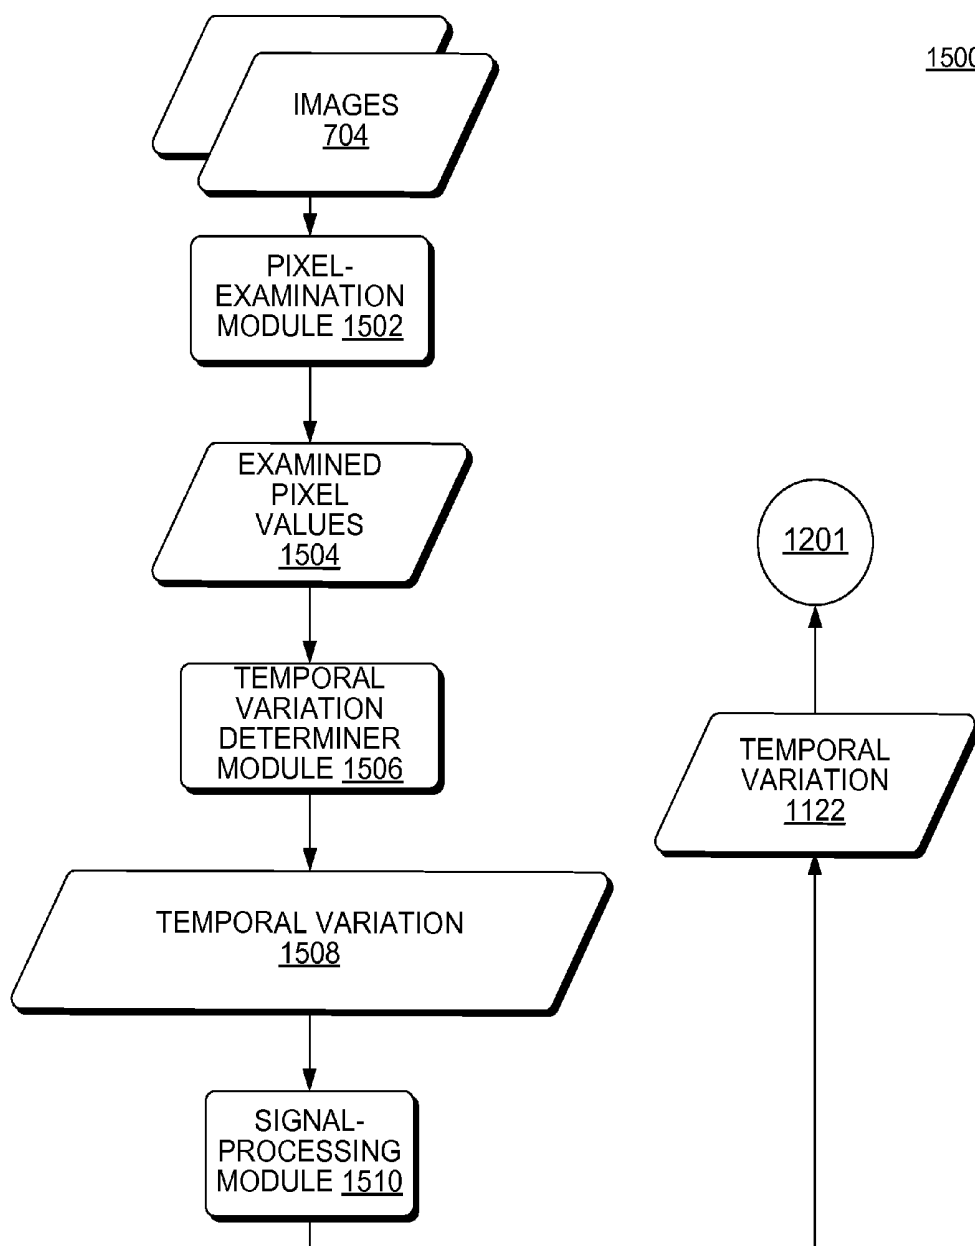 1500
IMAGES
704
PIXEL-
EXAMINATION
MODULE 1502
EXAMINED
PIXEL
VALUES
1504
TEMPORAL
VARIATION
DETERMINER
MODULE 1506
TEMPORAL VARIATION
1508
SIGNAL-
PROCESSING
MODULE 1510
1201
TEMPORAL
VARIATION
1122